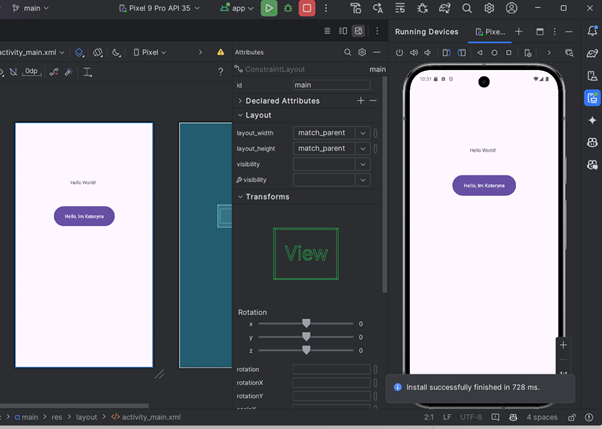 main
Pixel 9 Pro API 35
app
activity_main.xml
Pixel
Attributes
Running Devices
Pixe...
0dp
?
ConstraintLayout
main
id
main
Declared Attributes
Layout
layout_width
match_parent
layout_height
match_parent
visibility
visibility
Transforms
View
Rotation
x
0
y
0
z
0
rotation
rotationX
rotationY
Hello World!
Hello, Im Kateryna
10:31
Hello World!
Hello, Im Kateryna
1:1
Install successfully finished in 728 ms.
main
res
layout
activity_main.xml
2:1
LF
UTF-8
4 spaces